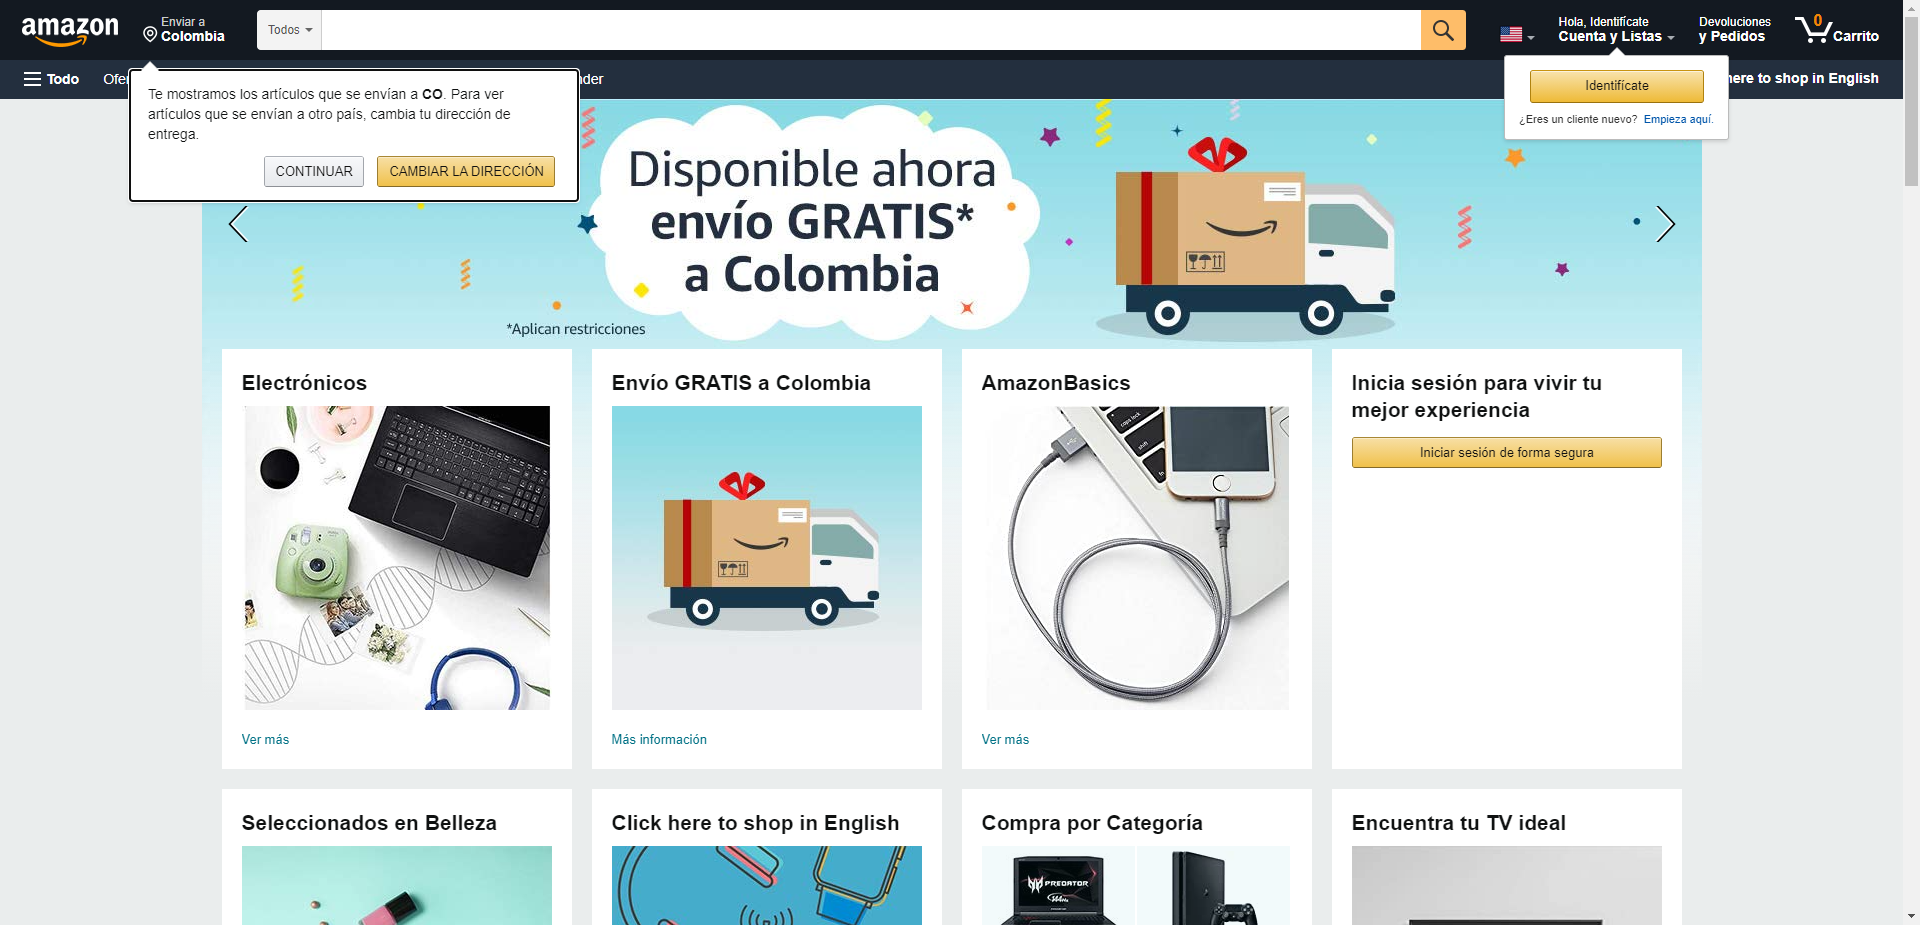 amazon
Enviar a
Colombia
Todos
Hola, Identifícate
Cuenta y Listas
Devoluciones
y Pedidos
0
Carrito
Todo
here to shop in English
Te mostramos los artículos que se envían a CO. Para ver
artículos que se envían a otro país, cambia tu dirección de
entrega.
CONTINUAR
CAMBIAR LA DIRECCIÓN
Identifícate
¿Eres un cliente nuevo? Empieza aquí.
Disponible ahora
envío GRATIS*
a Colombia
*Aplican restricciones
Electrónicos
Envío GRATIS a Colombia
AmazonBasics
Inicia sesión para vivir tu
mejor experiencia
Iniciar sesión de forma segura
caps lock
shift
Ver más
Más información
Ver más
Seleccionados en Belleza
Click here to shop in English
Compra por Categoría
Encuentra tu TV ideal
PREDATOR